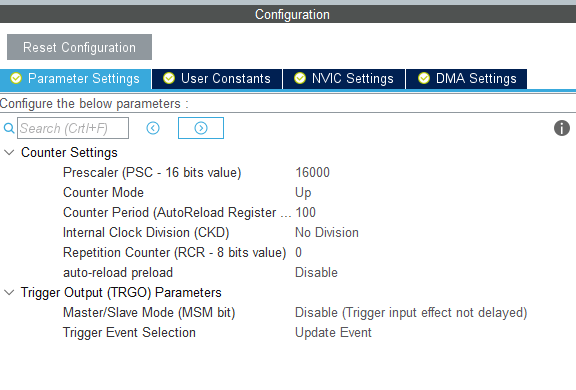 Configuration
Reset Configuration
Parameter Settings User Constants NVIC Settings DMA Settings
Configure the below parameters :
Search (Crtl+F)
Counter Settings
Prescaler (PSC - 16 bits value) 16000
Counter Mode Up
Counter Period (AutoReload Register ... 100
Internal Clock Division (CKD) No Division
Repetition Counter (RCR - 8 bits value) 0
auto-reload preload Disable
Trigger Output (TRGO) Parameters
Master/Slave Mode (MSM bit) Disable (Trigger input effect not delayed)
Trigger Event Selection Update Event